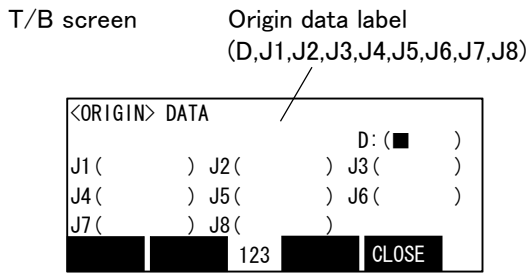 T/B screen
Origin data label
(D,J1,J2,J3,J4,J5,J6,J7,J8)
<ORIGIN> DATA
D:(■ )
J1( ) J2( ) J3( )
J4( ) J5( ) J6( )
J7( ) J8( )
123 CLOSE